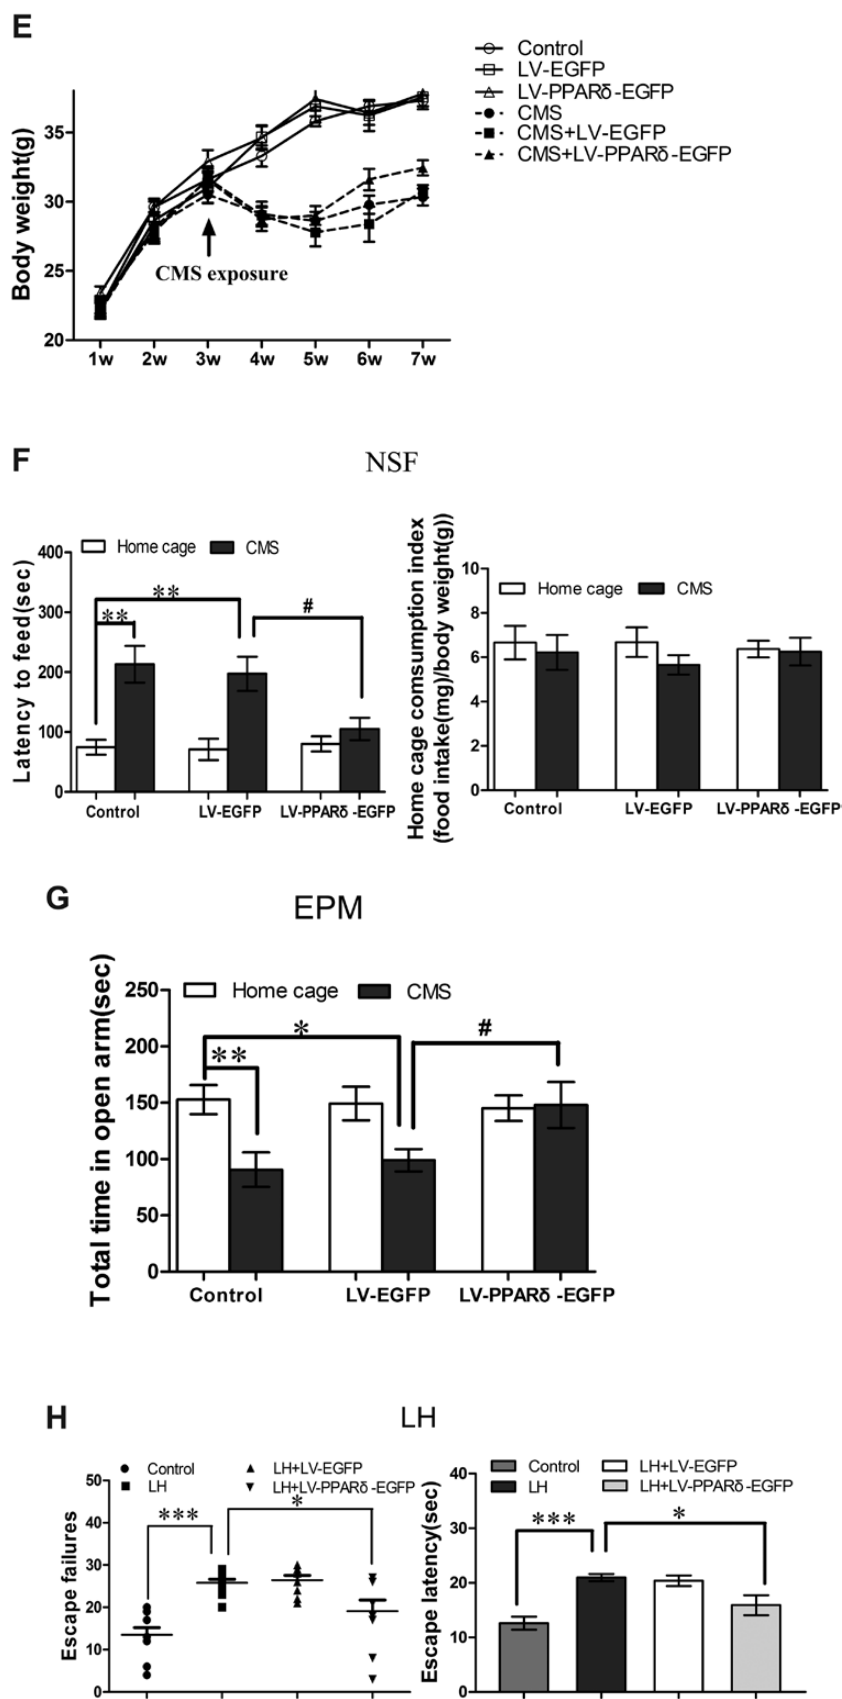 E
Control
LV-EGFP
LV-PPARδ-EGFP
CMS
CMS+LV-EGFP
CMS+LV-PPARδ-EGFP
Body weight(g)
35
30
25
20
CMS exposure
1w 2w 3w 4w 5w 6w 7w
F
NSF
Latency to feed(sec)
400
300
200
100
0
Home cage CMS
**
**
#
Control LV-EGFP LV-PPARδ -EGFP
Home cage comsumption index
(food intake(mg)/body weight(g))
10
8
6
4
2
0
Home cage CMS
Control LV-EGFP LV-PPARδ -EGFP
G
EPM
Total time in open arm(sec)
250
200
150
100
50
0
Home cage CMS
*
**
#
Control LV-EGFP LV-PPARδ -EGFP
H
LH
Escape failures
50
40
30
20
10
0
Control LH+LV-EGFP
LH LH+LV-PPARδ -EGFP
***
*
Escape latency(sec)
40
30
20
10
0
Control LH+LV-EGFP
LH LH+LV-PPARδ -EGFP
***
*